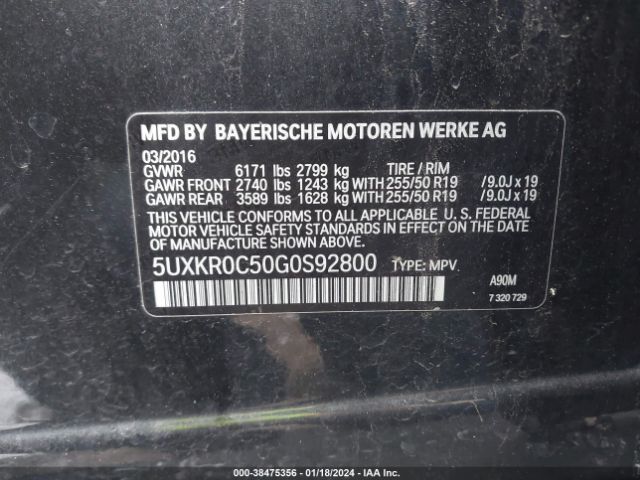 MFD BY BAYERISCHE MOTOREN WERKE AG
03/2016
GVWR 6171 lbs 2799 kg TIRE / RIM
GAWR FRONT 2740 lbs 1243 kg WITH 255/50 R19 /9.0J x 19
GAWR REAR 3589 lbs 1628 kg WITH 255/50 R19 /9.0J x 19
THIS VEHICLE CONFORMS TO ALL APPLICABLE U. S. FEDERAL
MOTOR VEHICLE SAFETY STANDARDS IN EFFECT ON THE DATE
OF MANUFACTURE SHOWN ABOVE.
5UXKR0C50G0S92800 TYPE: MPV
A90M
7 320 729
000-38475356 - 01/18/2024 - IAA Inc.